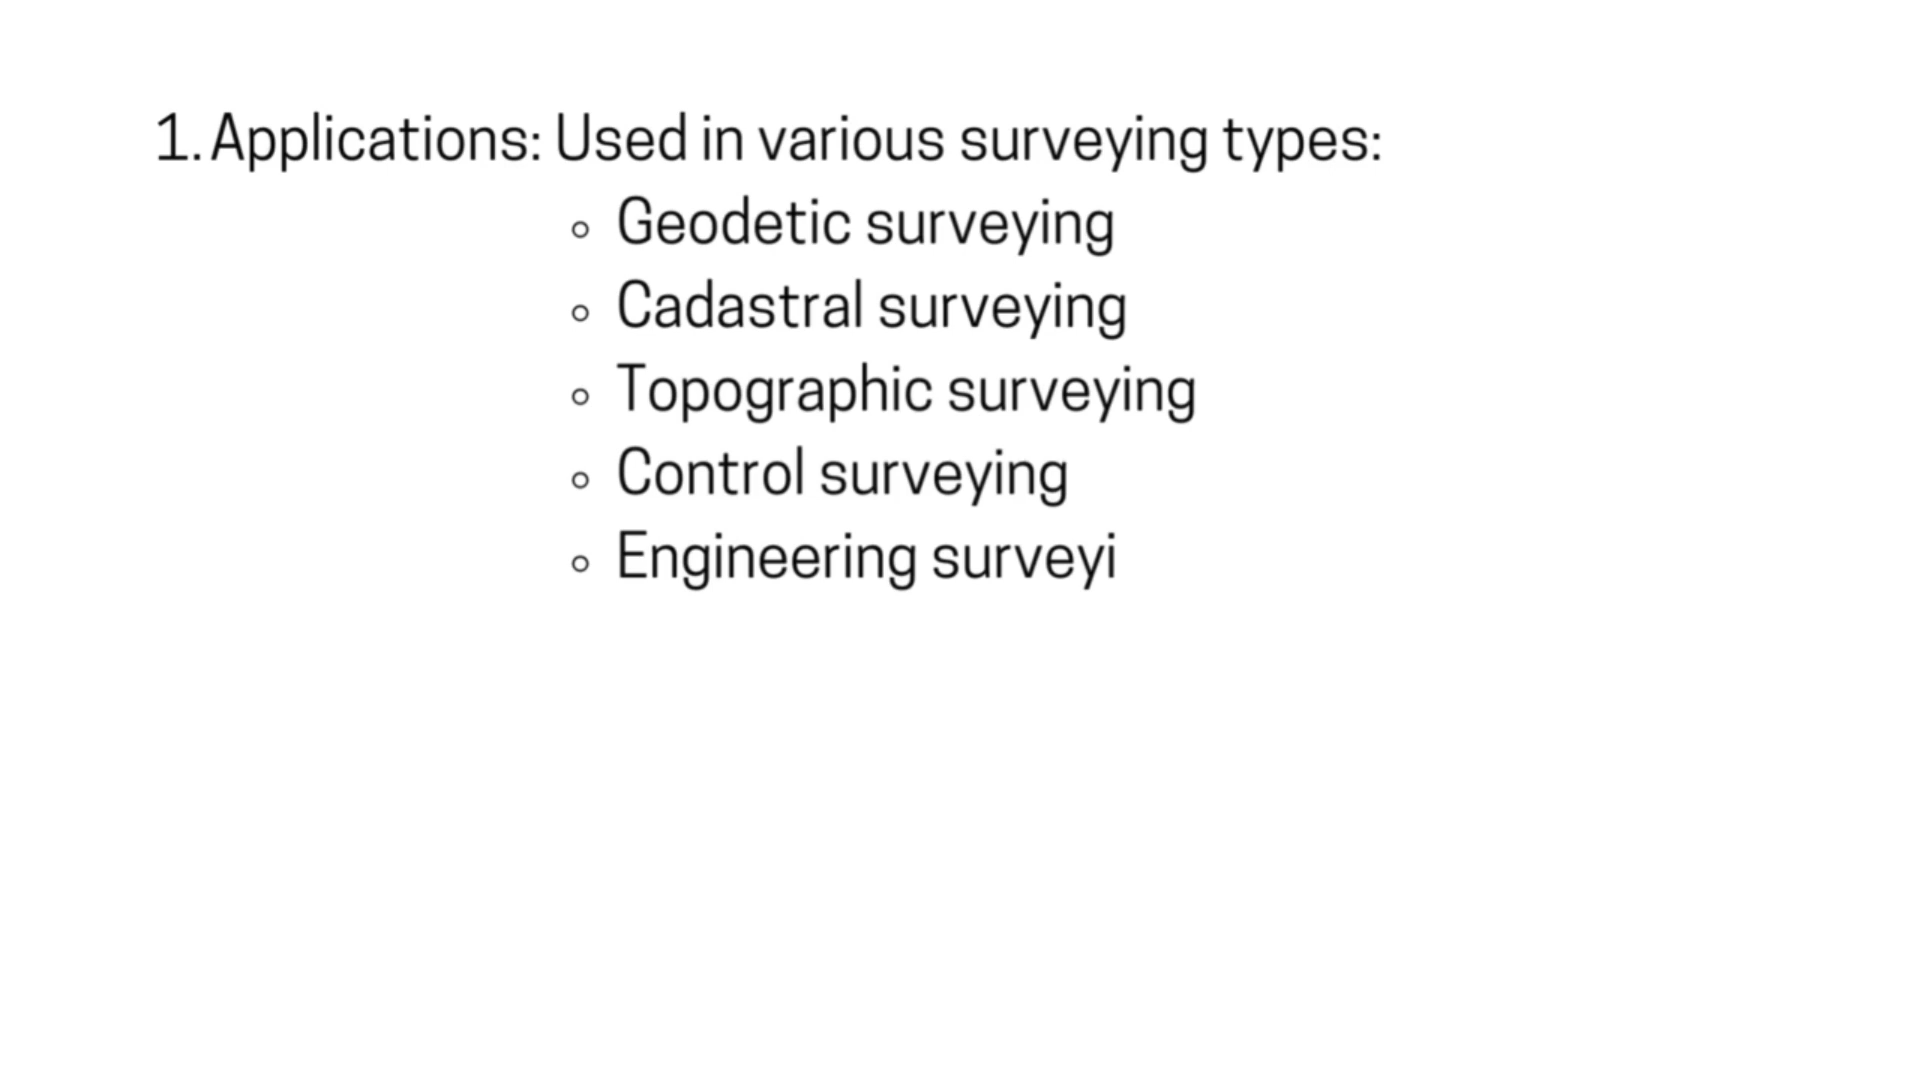 1. Applications: Used in various surveying types:
◦ Geodetic surveying
◦ Cadastral surveying
◦ Topographic surveying
◦ Control surveying
◦ Engineering surveyi